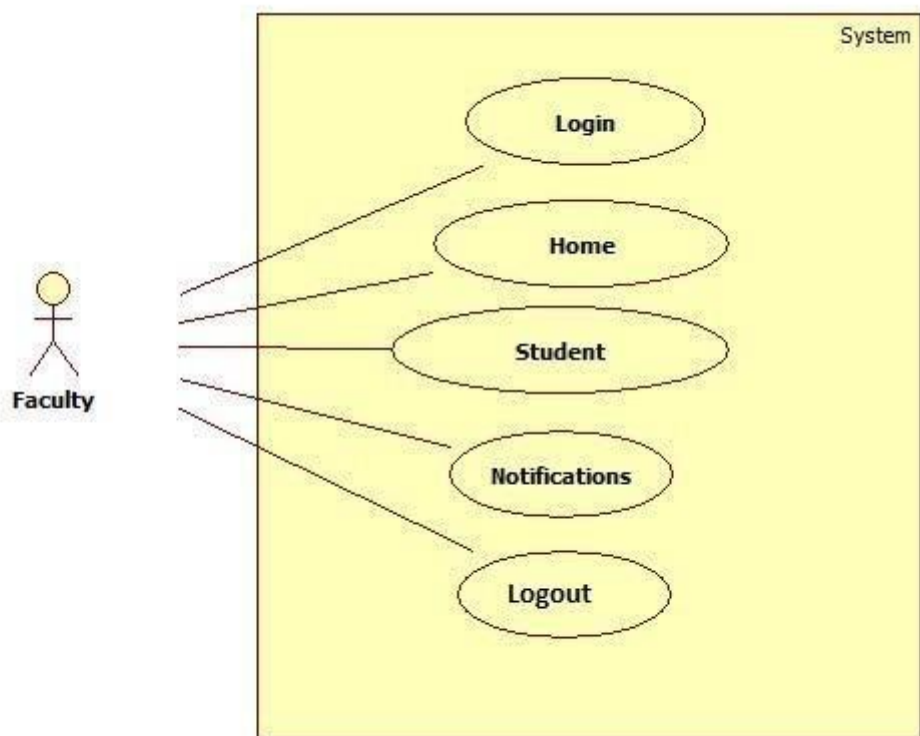 System
Login
Home
Student
Faculty
Notifications
Logout